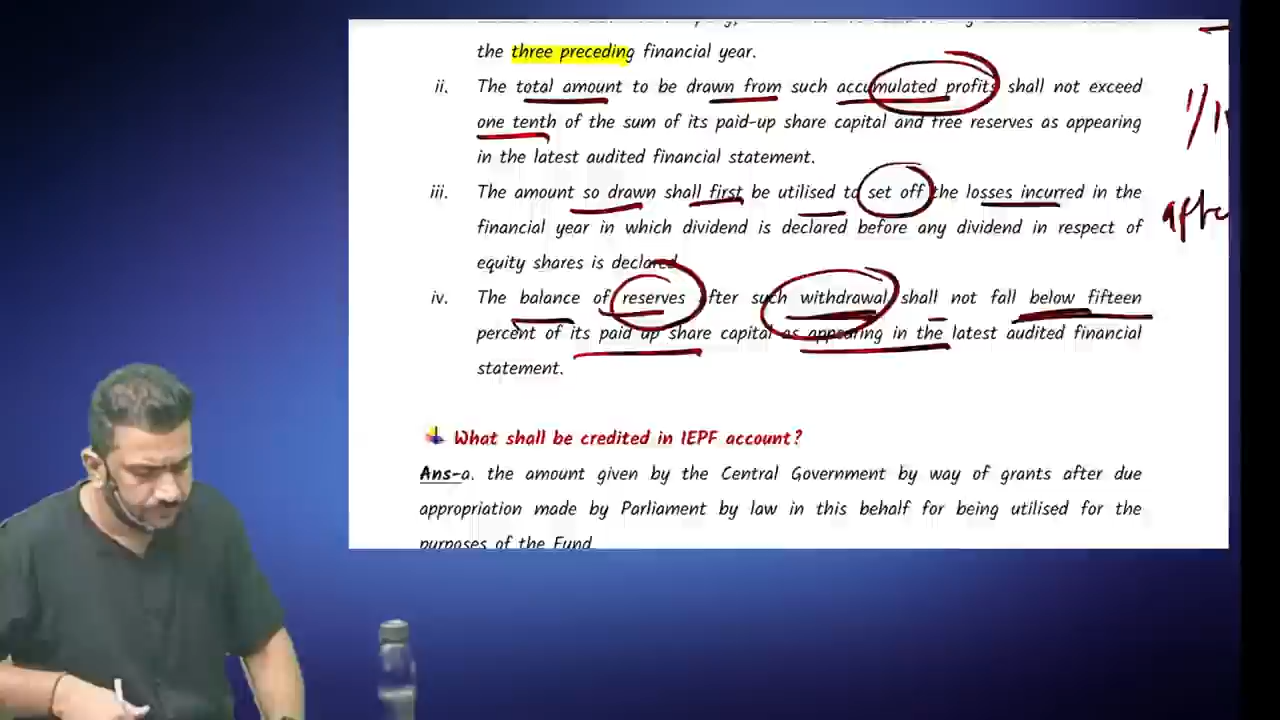 the three preceding financial year.
ii. The total amount to be drawn from such accumulated profits shall not exceed
one tenth of the sum of its paid-up share capital and free reserves as appearing
in the latest audited financial statement.
iii. The amount so drawn shall first be utilised to set off the losses incurred in the
financial year in which dividend is declared before any dividend in respect of
equity shares is declared
iv. The balance of reserves after such withdrawal shall not fall below fifteen
percent of its paid up share capital as appearing in the latest audited financial
statement.
What shall be credited in IEPF account?
Ans-a. the amount given by the Central Government by way of grants after due
appropriation made by Parliament by law in this behalf for being utilised for the
purposes of the Fund